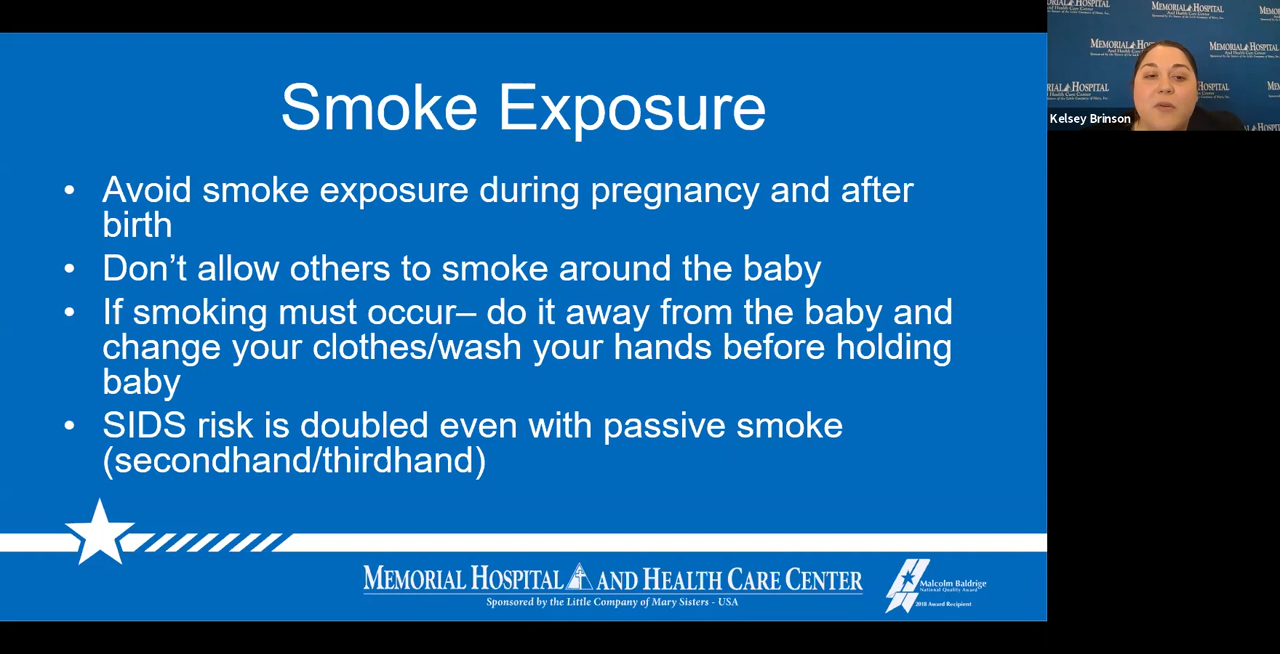 Smoke Exposure
• Avoid smoke exposure during pregnancy and after
birth
• Don’t allow others to smoke around the baby
• If smoking must occur– do it away from the baby and
change your clothes/wash your hands before holding
baby
• SIDS risk is doubled even with passive smoke
(secondhand/thirdhand)
MEMORIAL HOSPITAL AND HEALTH CARE CENTER
Sponsored by the Little Company of Mary Sisters - USA
Malcolm Baldrige
National Quality Award
2018 Award Recipient
MEMORIAL HOSPITAL
Kelsey Brinson